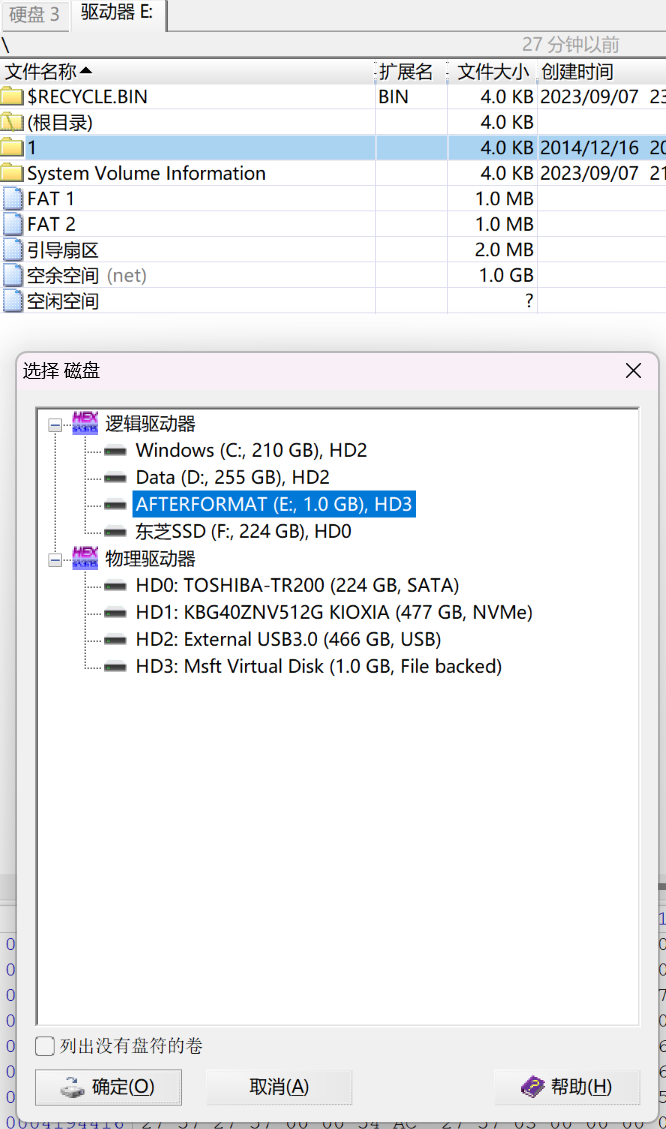 硬盘 3 驱动器 E:
\ 27 分钟以前
文件名称 扩展名 文件大小 创建时间
$RECYCLE.BIN BIN 4.0 KB 2023/09/07 23
(根目录) 4.0 KB
1 4.0 KB 2014/12/16 20
System Volume Information 4.0 KB 2023/09/07 21
FAT 1 1.0 MB
FAT 2 1.0 MB
引导扇区 2.0 MB
空余空间 (net) 1.0 GB
空闲空间 ?
选择 磁盘
逻辑驱动器
Windows (C:, 210 GB), HD2
Data (D:, 255 GB), HD2
AFTERFORMAT (E:, 1.0 GB), HD3
东芝SSD (F:, 224 GB), HD0
物理驱动器
HD0: TOSHIBA-TR200 (224 GB, SATA)
HD1: KBG40ZNV512G KIOXIA (477 GB, NVMe)
HD2: External USB3.0 (466 GB, USB)
HD3: Msft Virtual Disk (1.0 GB, File backed)
列出没有盘符的卷
确定(O) 取消(A) 帮助(H)